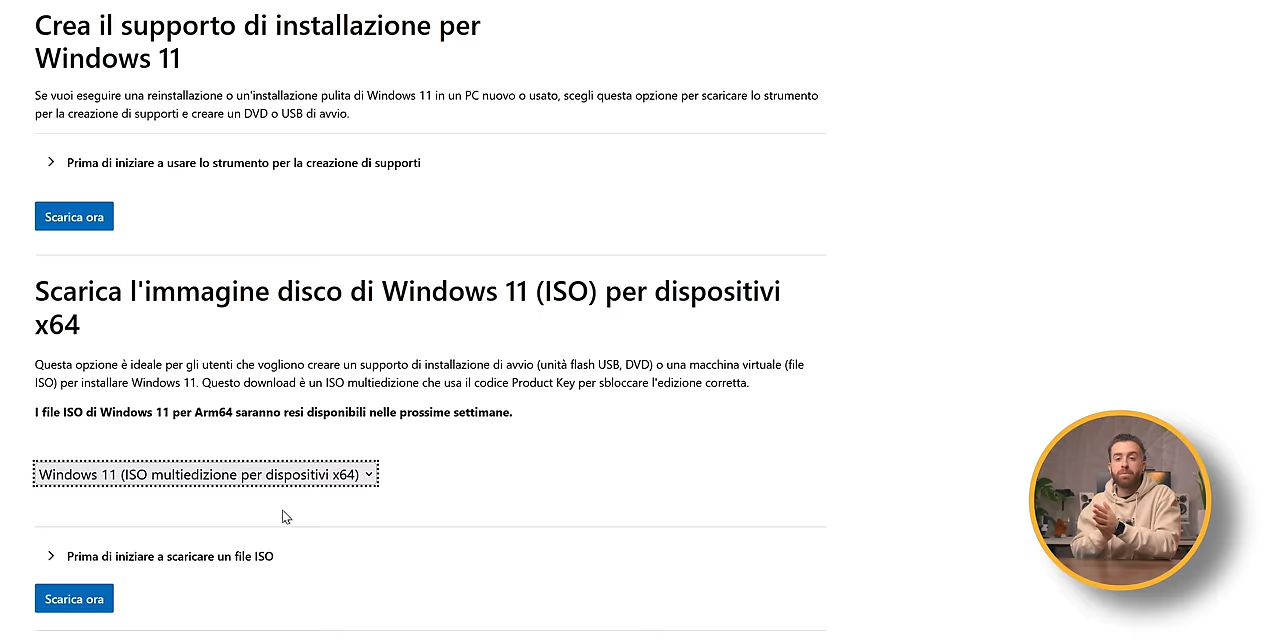 Crea il supporto di installazione per
Windows 11
Se vuoi eseguire una reinstallazione o un'installazione pulita di Windows 11 in un PC nuovo o usato, scegli questa opzione per scaricare lo strumento
per la creazione di supporti e creare un DVD o USB di avvio.
Prima di iniziare a usare lo strumento per la creazione di supporti
Scarica ora
Scarica l'immagine disco di Windows 11 (ISO) per dispositivi
x64
Questa opzione è ideale per gli utenti che vogliono creare un supporto di installazione di avvio (unità flash USB, DVD) o una macchina virtuale (file
ISO) per installare Windows 11. Questo download è un ISO multiedizione che usa il codice Product Key per sbloccare l'edizione corretta.
I file ISO di Windows 11 per Arm64 saranno resi disponibili nelle prossime settimane.
Windows 11 (ISO multiedizione per dispositivi x64)
Prima di iniziare a scaricare un file ISO
Scarica ora